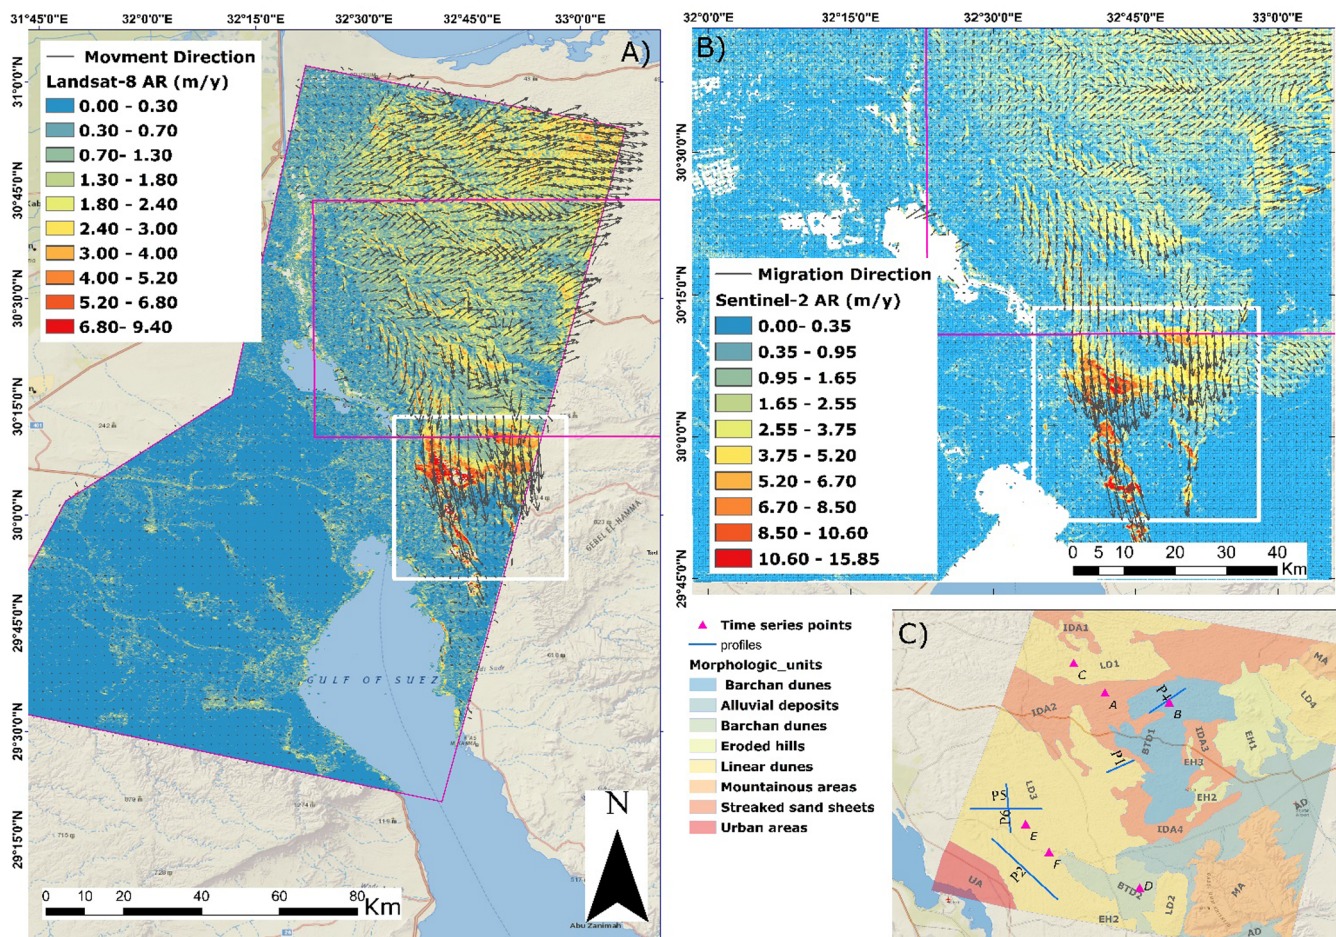 31°45'0"E 32°0'0"E 32°15'0"E 32°30'0"E 32°45'0"E 33°0'0"E
A)
Movment Direction
Landsat-8 AR (m/y)
0.00 - 0.30
0.30 - 0.70
0.70- 1.30
1.30 - 1.80
1.80 - 2.40
2.40 - 3.00
3.00 - 4.00
4.00 - 5.20
5.20 - 6.80
6.80- 9.40
31°0'0"N
30°45'0"N
30°30'0"N
30°15'0"N
30°0'0"N
29°45'0"N
29°30'0"N
29°15'0"N
GEBEL EL-HAMMA
GULF OF SUEZ
Abu Zanimah
N
0 10 20 40 60 80
Km
32°0'0"E 32°15'0"E 32°30'0"E 32°45'0"E 33°0'0"E
B)
30°30'0"N
30°15'0"N
30°0'0"N
29°45'0"N
Migration Direction
Sentinel-2 AR (m/y)
0.00- 0.35
0.35 - 0.95
0.95 - 1.65
1.65 - 2.55
2.55 - 3.75
3.75 - 5.20
5.20 - 6.70
6.70 - 8.50
8.50 - 10.60
10.60 - 15.85
0 5 10 20 30 40
Km
Time series points
profiles
Morphologic_units
Barchan dunes
Alluvial deposits
Barchan dunes
Eroded hills
Linear dunes
Mountainous areas
Streaked sand sheets
Urban areas
C)
IDA1
LD1
C
MA
A
P4
B
LD4
IDA2
BTD1
IDA3
EH1
P1
EH3
LD3
P5
P6
EH2
AD
E
IDA4
F
P2
UA
BTD2
D
LD2
MA
EH2
AD